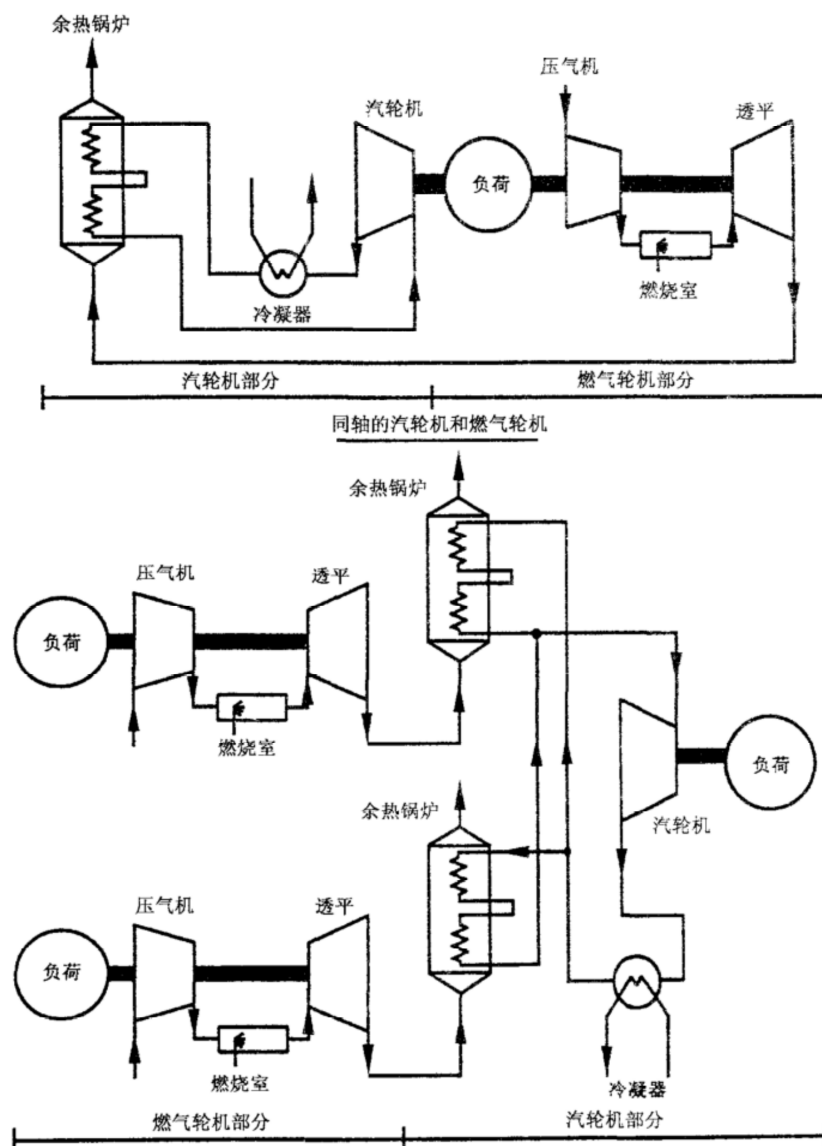 余热锅炉
压气机
汽轮机
透平
负荷
燃烧室
冷凝器
汽轮机部分
燃气轮机部分
同轴的汽轮机和燃气轮机
余热锅炉
压气机
透平
负荷
燃烧室
负荷
余热锅炉
汽轮机
压气机
透平
负荷
燃烧室
冷凝器
燃气轮机部分
汽轮机部分